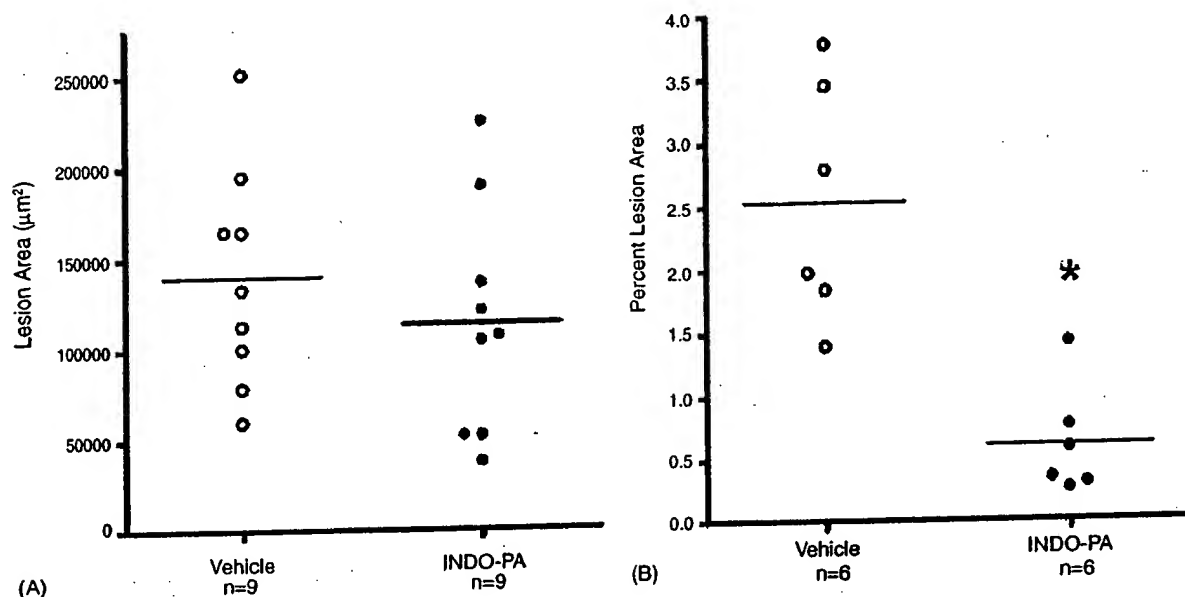 Lesion Area (μm²)
250000
200000
150000
100000
50000
0
Vehicle
n=9
INDO-PA
n=9
(A)
Percent Lesion Area
4.0
3.5
3.0
2.5
2.0
1.5
1.0
0.5
0.0
*
Vehicle
n=6
INDO-PA
n=6
(B)